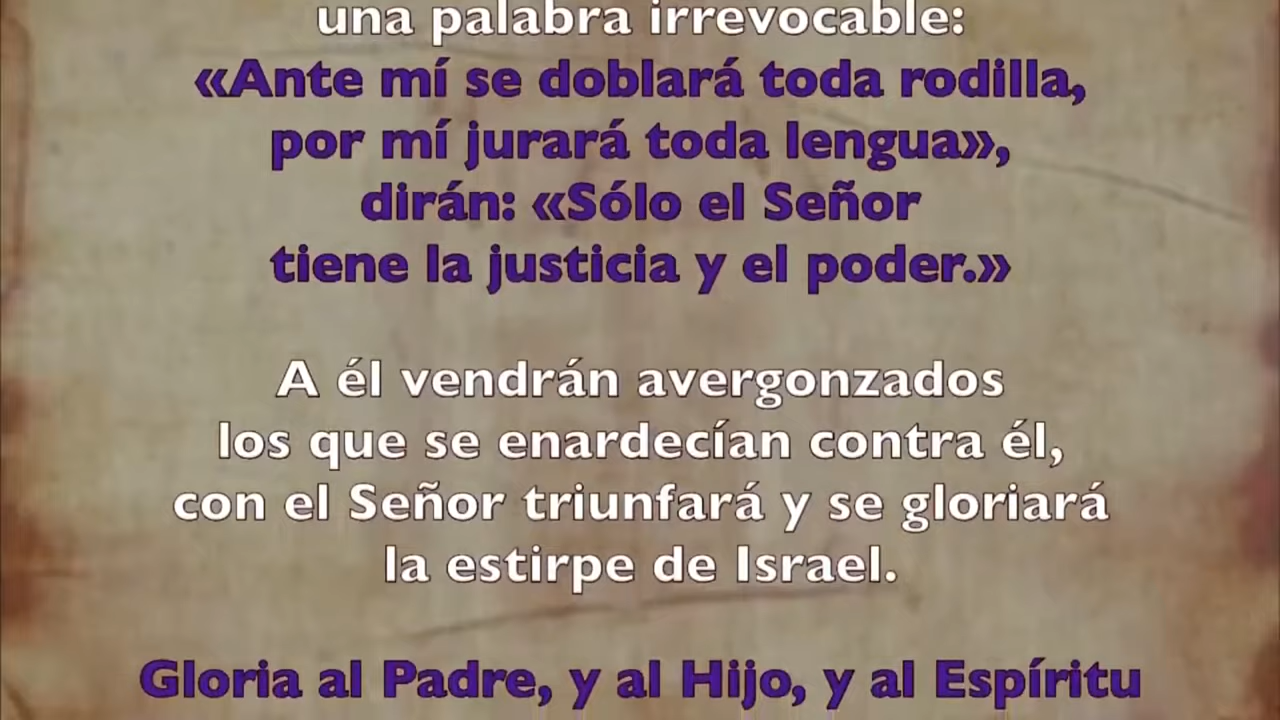 una palabra irrevocable:
«Ante mí se doblará toda rodilla,
por mí jurará toda lengua»,
dirán: «Sólo el Señor
tiene la justicia y el poder.»
A él vendrán avergonzados
los que se enardecían contra él,
con el Señor triunfará y se gloriará
la estirpe de Israel.
Gloria al Padre, y al Hijo, y al Espíritu